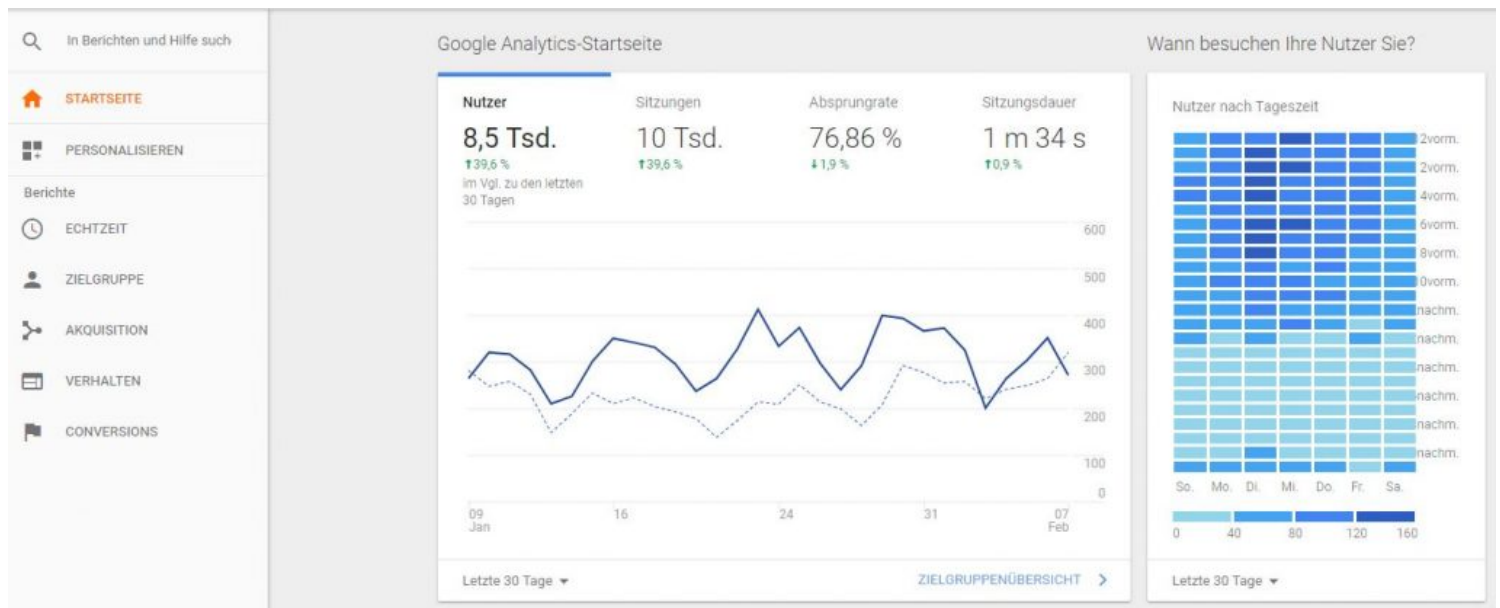 In Berichten und Hilfe such
STARTSEITE
PERSONALISIEREN
Berichte
ECHTZEIT
ZIELGRUPPE
AKQUISITION
VERHALTEN
CONVERSIONS
Google Analytics-Startseite
Nutzer
8,5 Tsd.
39,6 %
im Vgl. zu den letzten
30 Tagen
Sitzungen
10 Tsd.
39,6 %
Absprungrate
76,86 %
1,9 %
Sitzungsdauer
1 m 34 s
0,9 %
600
500
400
300
200
100
0
09
Jan
16
24
31
07
Feb
Letzte 30 Tage
ZIELGRUPPENÜBERSICHT
Wann besuchen Ihre Nutzer Sie?
Nutzer nach Tageszeit
2vorm.
2vorm.
4vorm.
6vorm.
8vorm.
0vorm.
nachm.
nachm.
nachm.
nachm.
nachm.
nachm.
So. Mo. Di. Mi. Do. Fr. Sa.
0 40 80 120 160
Letzte 30 Tage